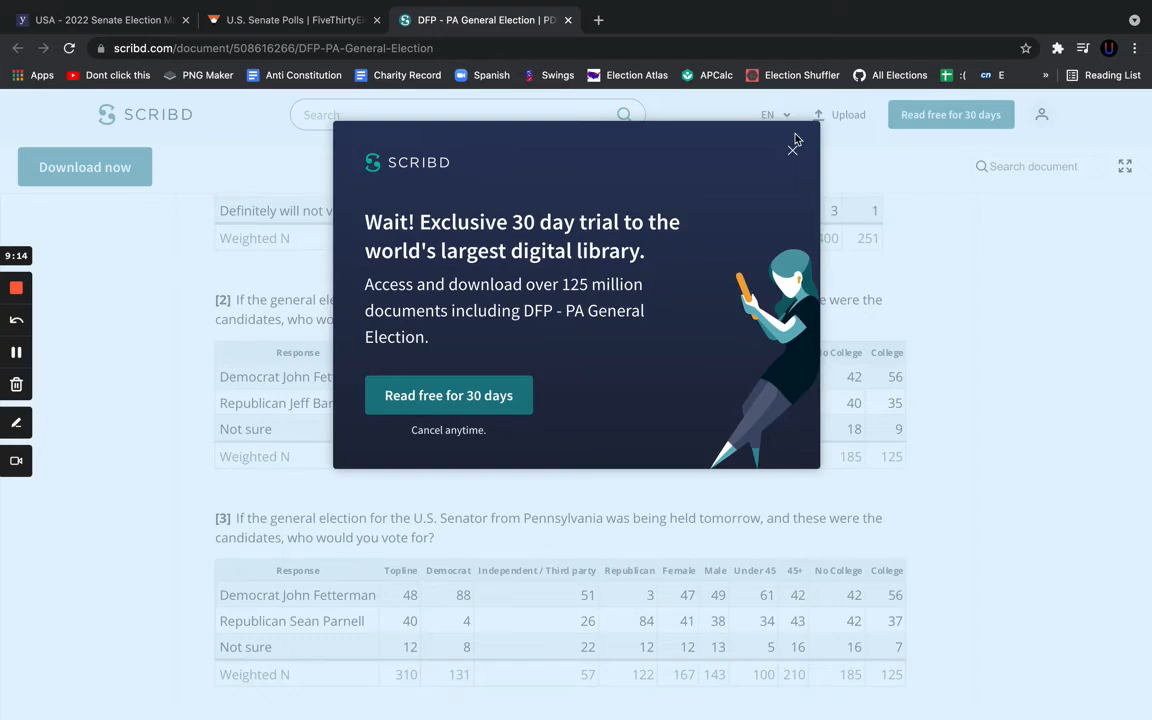 USA - 2022 Senate Election M
U.S. Senate Polls | FiveThirtyEi
DFP - PA General Election | PD
scribd.com/document/508616266/DFP-PA-General-Election
Apps Dont click this PNG Maker Anti Constitution Charity Record Spanish Swings Election Atlas APCalc Election Shuffler All Elections :( cn E » Reading List
SCRIBD Search EN Upload Read free for 30 days
Download now Search document
Definitely will not v 3 1
Weighted N 400 251
9:14
SCRIBD
Wait! Exclusive 30 day trial to the
world's largest digital library.
Access and download over 125 million
documents including DFP - PA General
Election.
Read free for 30 days
Cancel anytime.
[2] If the general ele se were the
candidates, who wo
Response o College College
Democrat John Fett 42 56
Republican Jeff Bar 40 35
Not sure 18 9
Weighted N 185 125
[3] If the general election for the U.S. Senator from Pennsylvania was being held tomorrow, and these were the
candidates, who would you vote for?
Response Topline Democrat Independent / Third party Republican Female Male Under 45 45+ No College College
Democrat John Fetterman 48 88 51 3 47 49 61 42 42 56
Republican Sean Parnell 40 4 26 84 41 38 34 43 42 37
Not sure 12 8 22 12 12 13 5 16 16 7
Weighted N 310 131 57 122 167 143 100 210 185 125